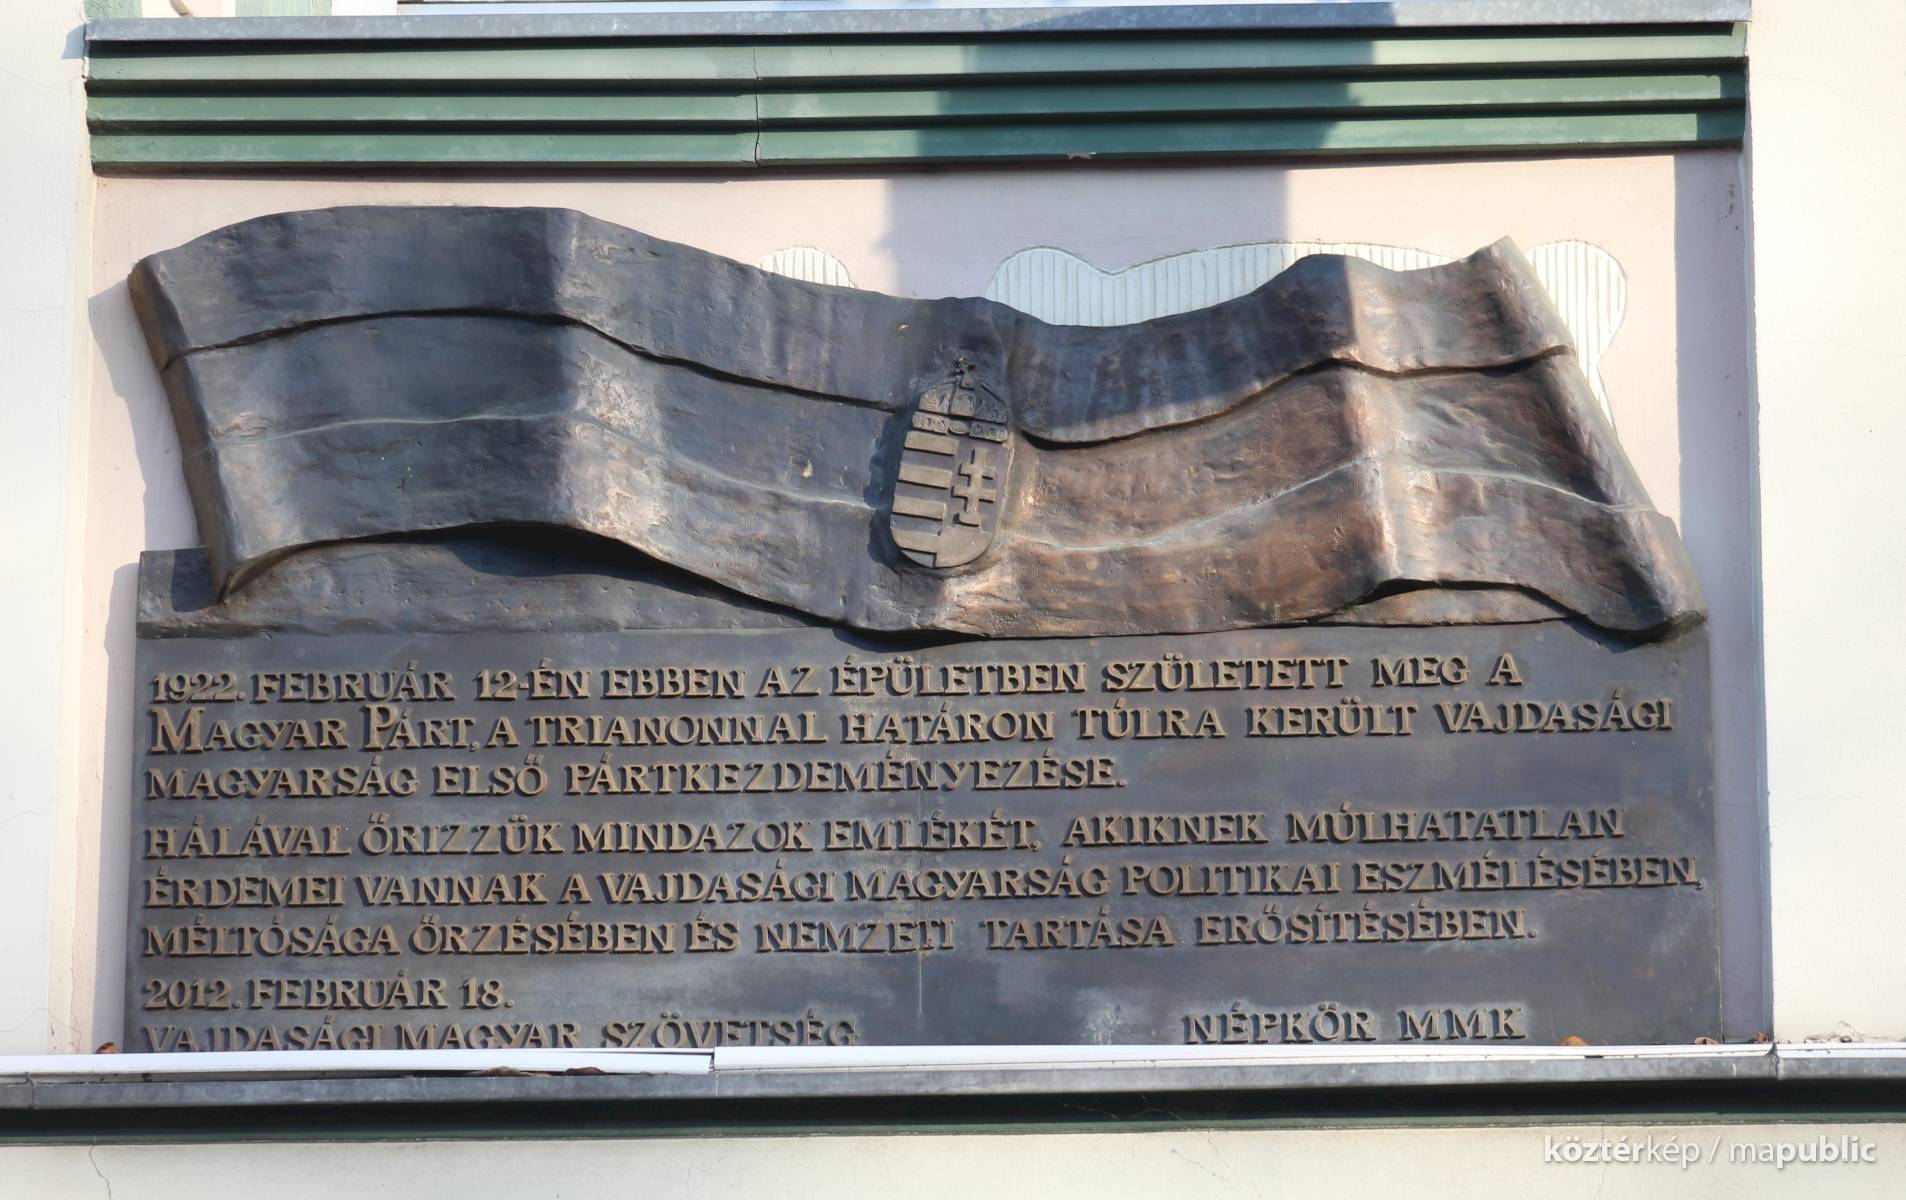 1922. FEBRUÁR 12-ÉN EBBEN AZ ÉPÜLETBEN SZÜLETETT MEG A
MAGYAR PÁRT, A TRIANONNAL HATÁRON TÚLRA KERÜLT VAJDASÁGI
MAGYARSÁG ELSŐ PÁRTKEZDEMÉNYEZÉSE.
HÁLÁVAL ŐRIZZÜK MINDAZOK EMLÉKÉT, AKIKNEK MÚLHATATLAN
ÉRDEMEI VANNAK A VAJDASÁGI MAGYARSÁG POLITIKAI ESZMÉLÉSÉBEN,
MÉLTÓSÁGA ŐRZÉSÉBEN ÉS NEMZETI TARTÁSA ERŐSÍTÉSÉBEN.
2012. FEBRUÁR 18.
VAJDASÁGI MAGYAR SZÖVETSÉG NÉPKÖR MMK
köztérkép / mapublic